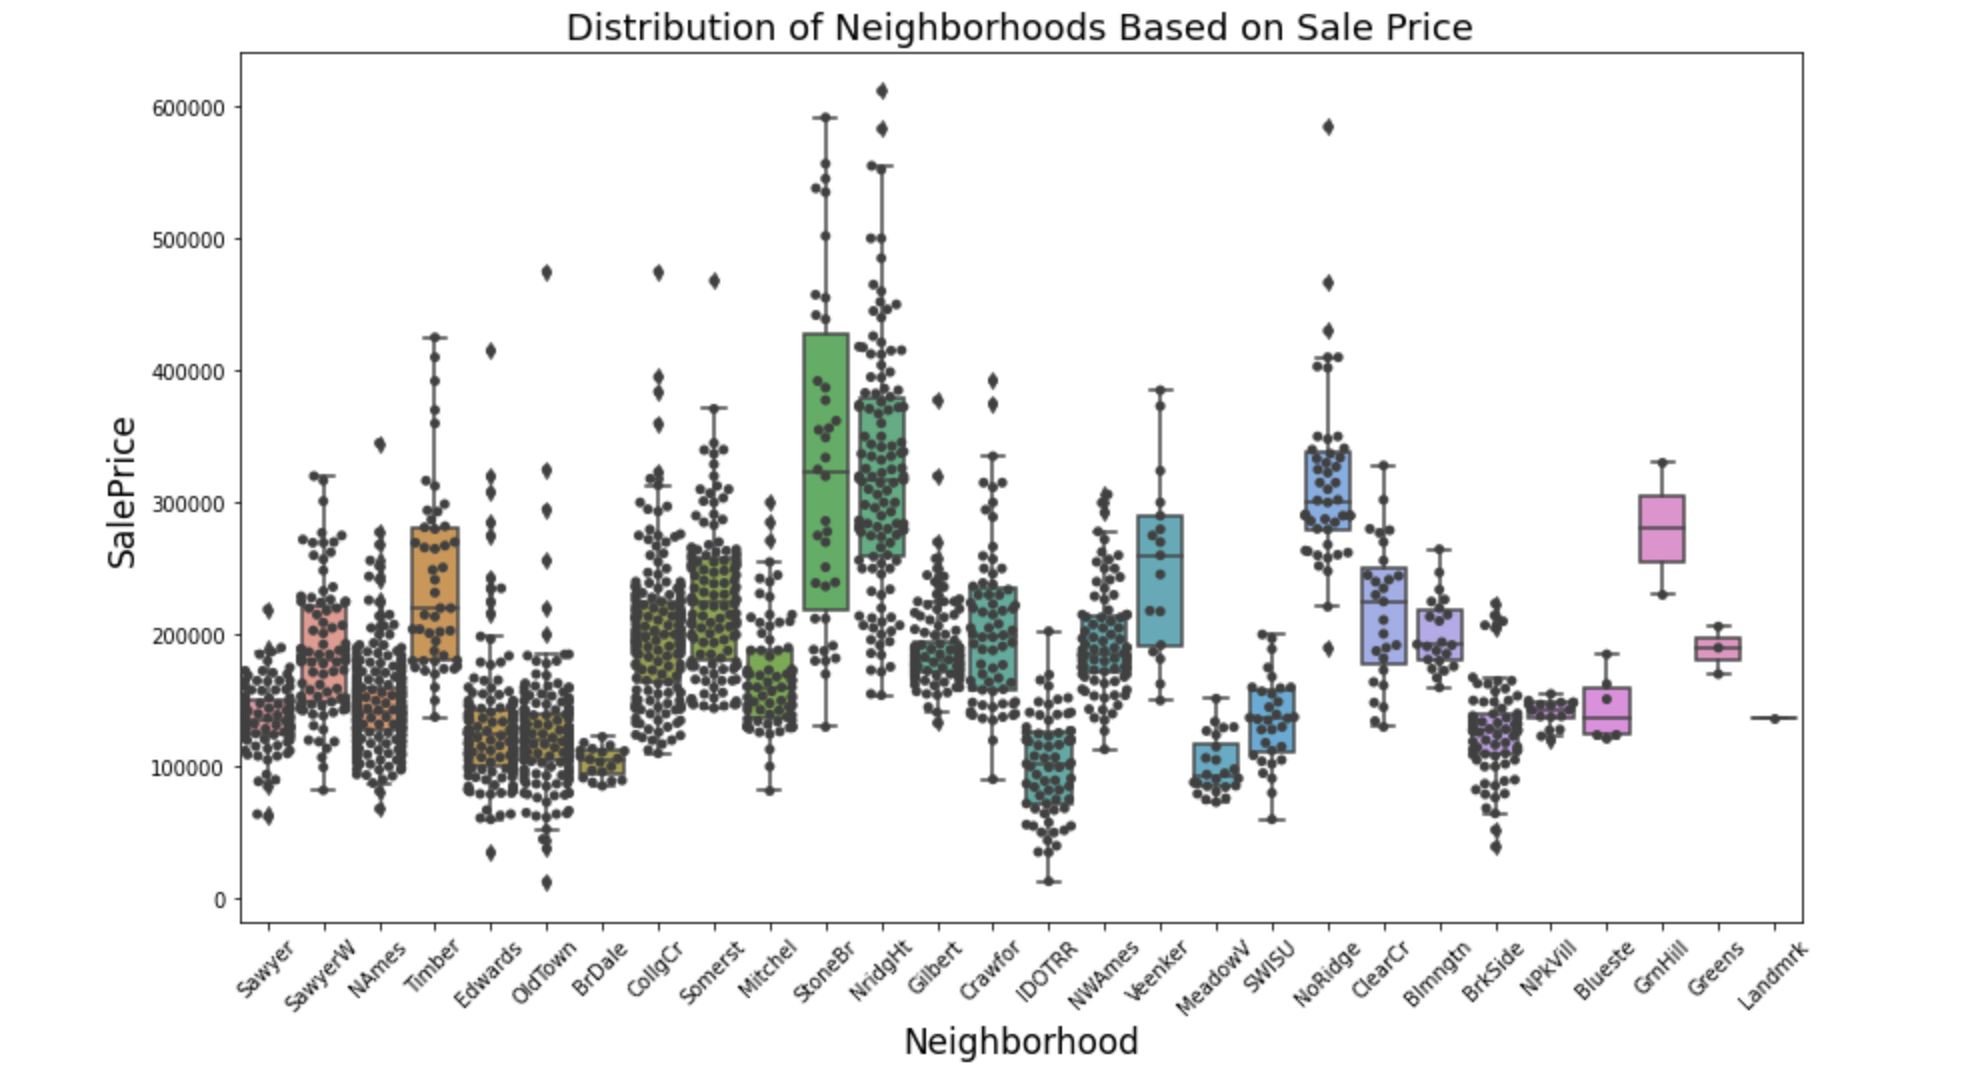 Distribution of Neighborhoods Based on Sale Price
600000
500000
400000
300000
200000
100000
0
SalePrice
Sawyer
SawyerW
NAmes
Timber
Edwards
OldTown
BrDale
CollgCr
Somerst
Mitchel
StoneBr
NridgHt
Gilbert
Crawfor
IDOTRR
NWAmes
Veenker
MeadowV
SWISU
NoRidge
ClearCr
Blmngtn
BrkSide
NPkVill
Blueste
GrnHill
Greens
Landmrk
Neighborhood